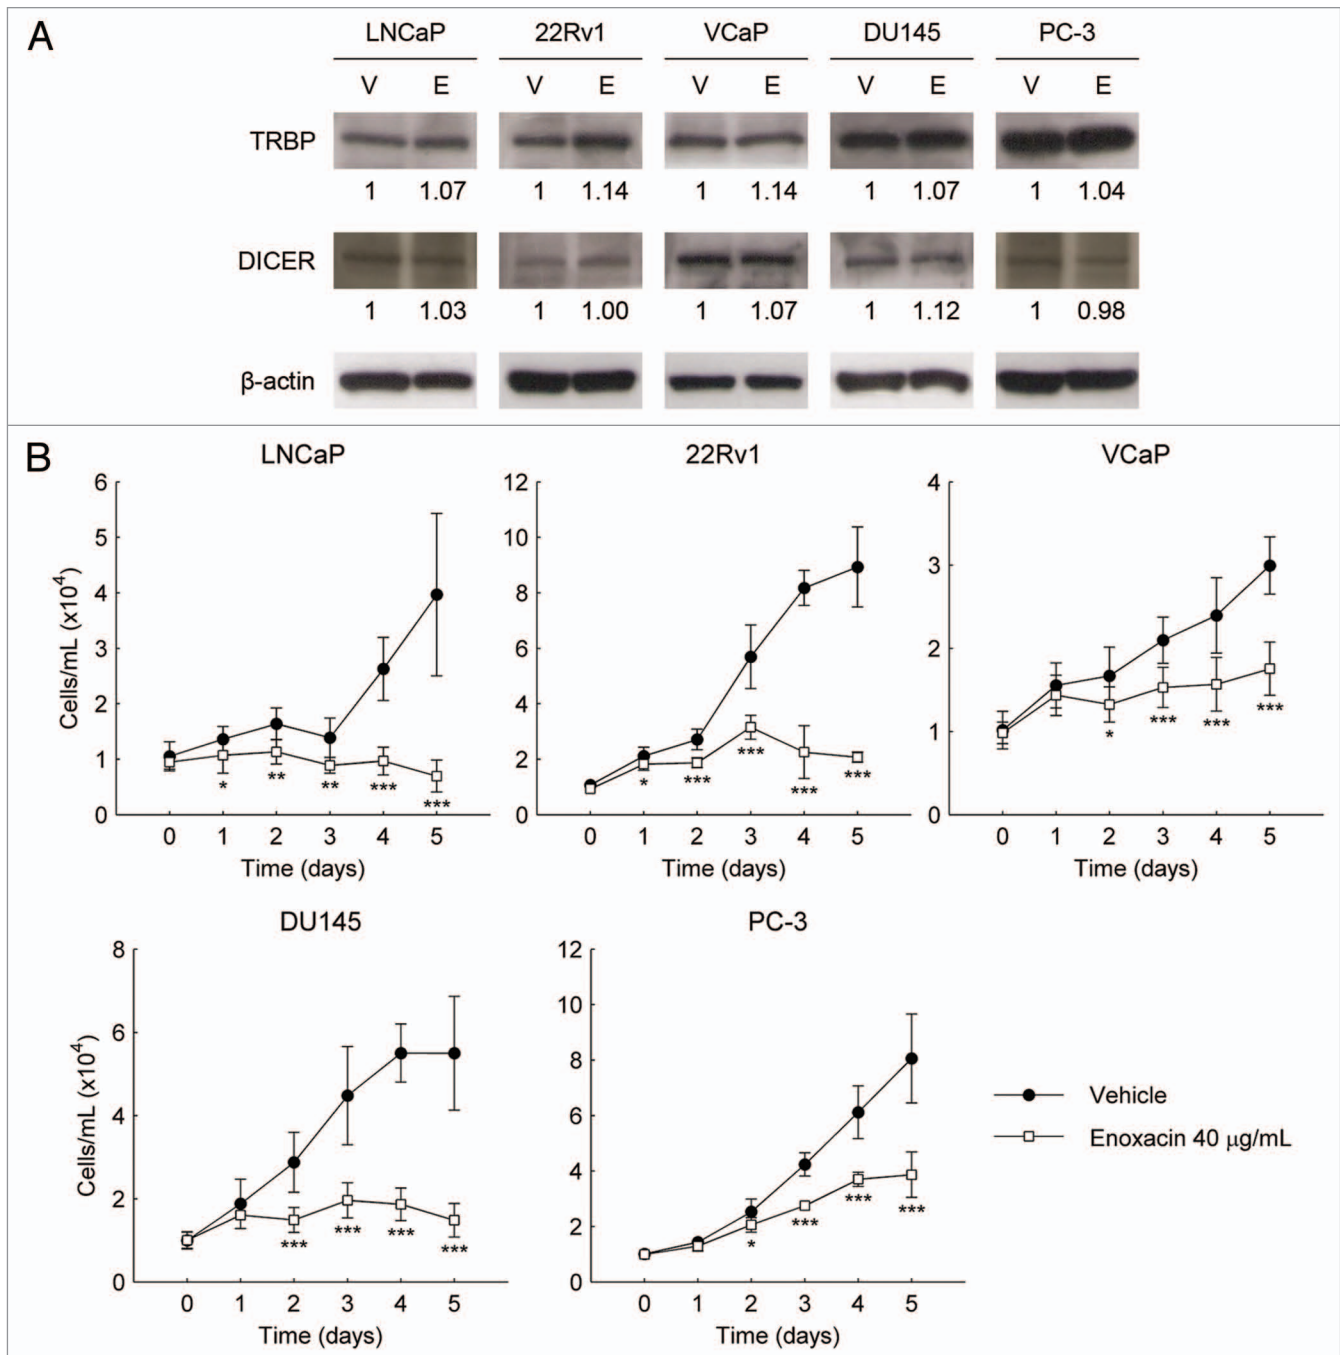 A
LNCaP 22Rv1 VCaP DU145 PC-3
V E V E V E V E V E
TRBP
1 1.07 1 1.14 1 1.14 1 1.07 1 1.04
DICER
1 1.03 1 1.00 1 1.07 1 1.12 1 0.98
β-actin
B
LNCaP
6
5
4
3
2
1
0
Cells/mL (x10⁴)
* ** ** *** ***
0 1 2 3 4 5
Time (days)
22Rv1
12
10
8
6
4
2
0
* *** *** *** ***
0 1 2 3 4 5
Time (days)
VCaP
4
3
2
1
0
* *** *** ***
0 1 2 3 4 5
Time (days)
DU145
8
6
4
2
0
Cells/mL (x10⁴)
*** *** *** ***
0 1 2 3 4 5
Time (days)
PC-3
12
10
8
6
4
2
0
* *** *** ***
0 1 2 3 4 5
Time (days)
Vehicle
Enoxacin 40 μg/mL